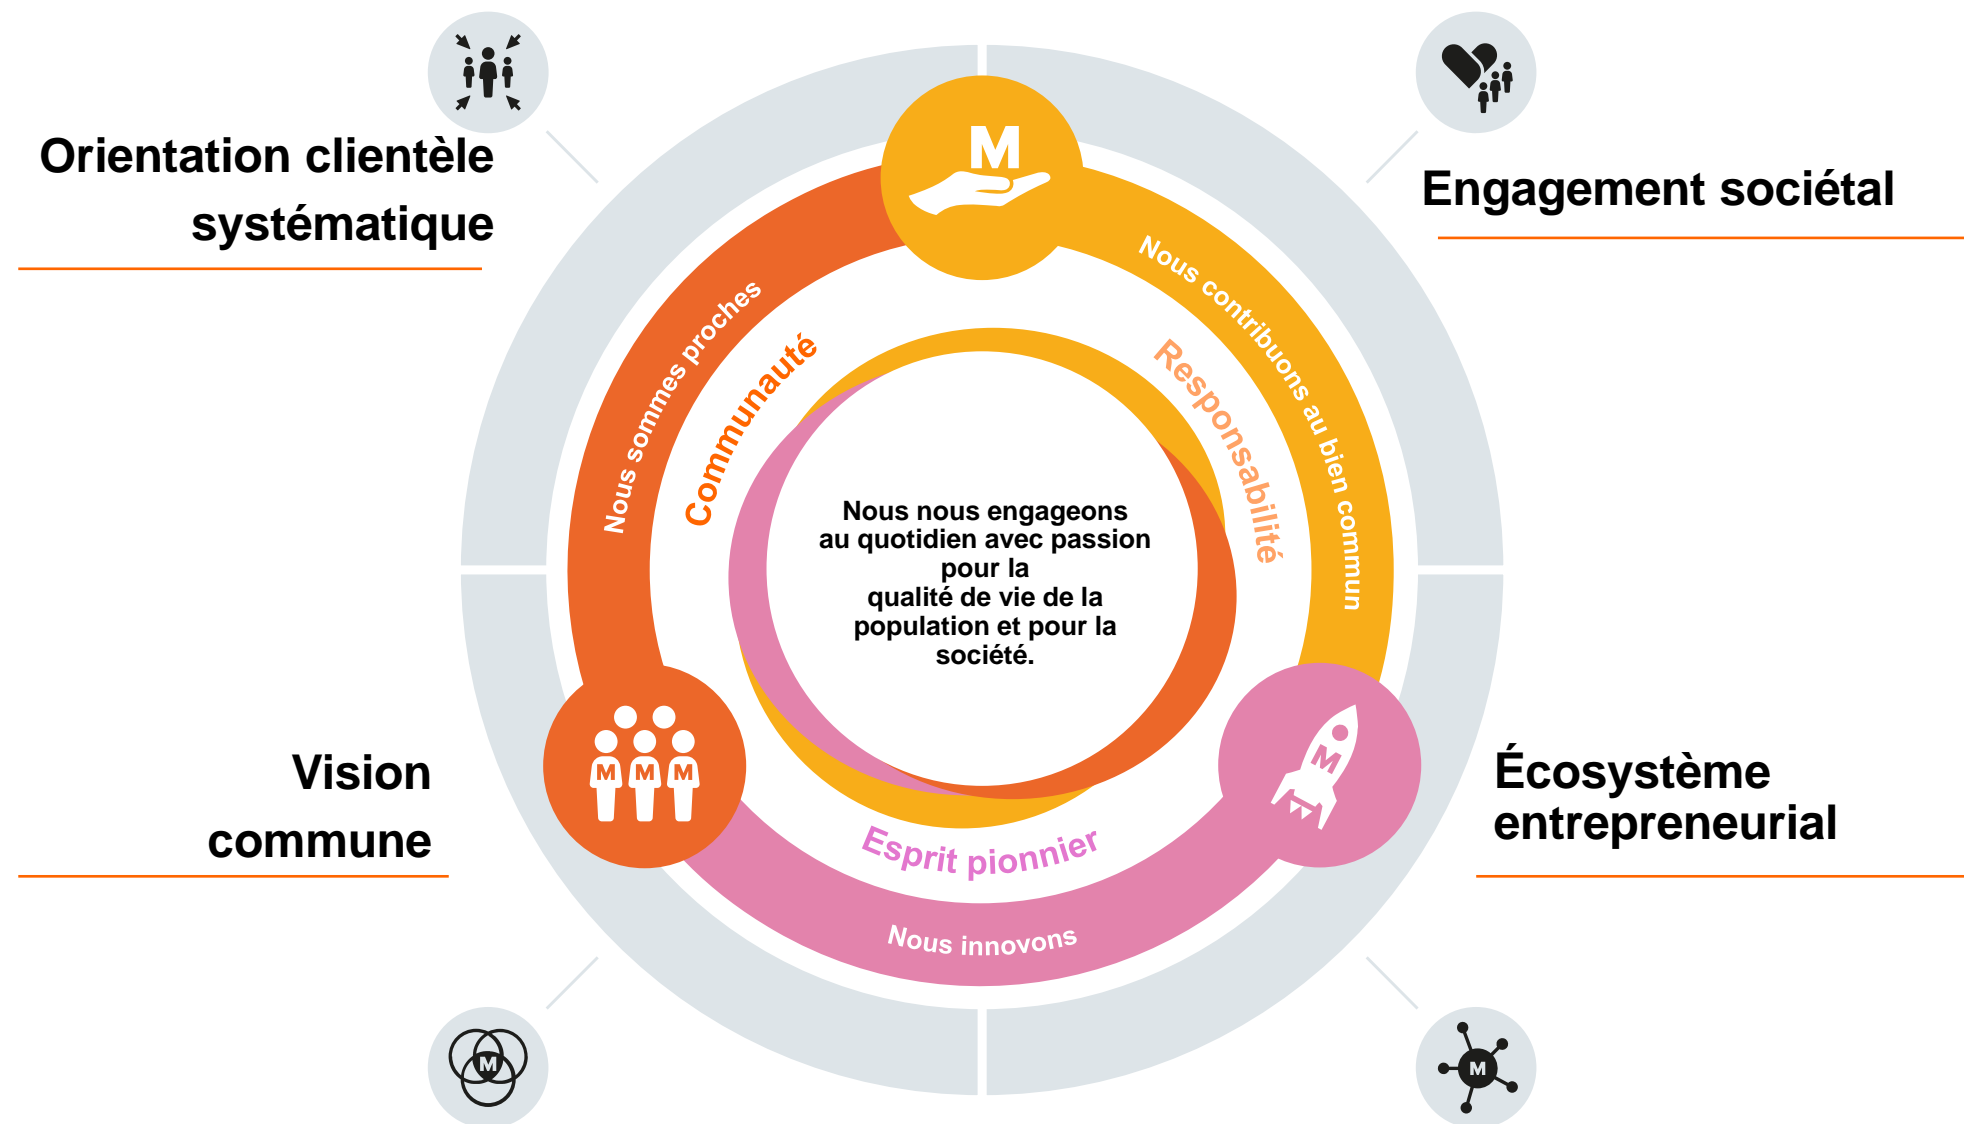 Orientation clientèle
systématique
Engagement sociétal
M
Nous sommes proches
Nous contribuons au bien commun
Communauté
Responsabilité
Nous nous engageons
au quotidien avec passion
pour la
qualité de vie de la
population et pour la
société.
M M M
M
Vision
commune
Écosystème
entrepreneurial
Esprit pionnier
Nous innovons
M
M